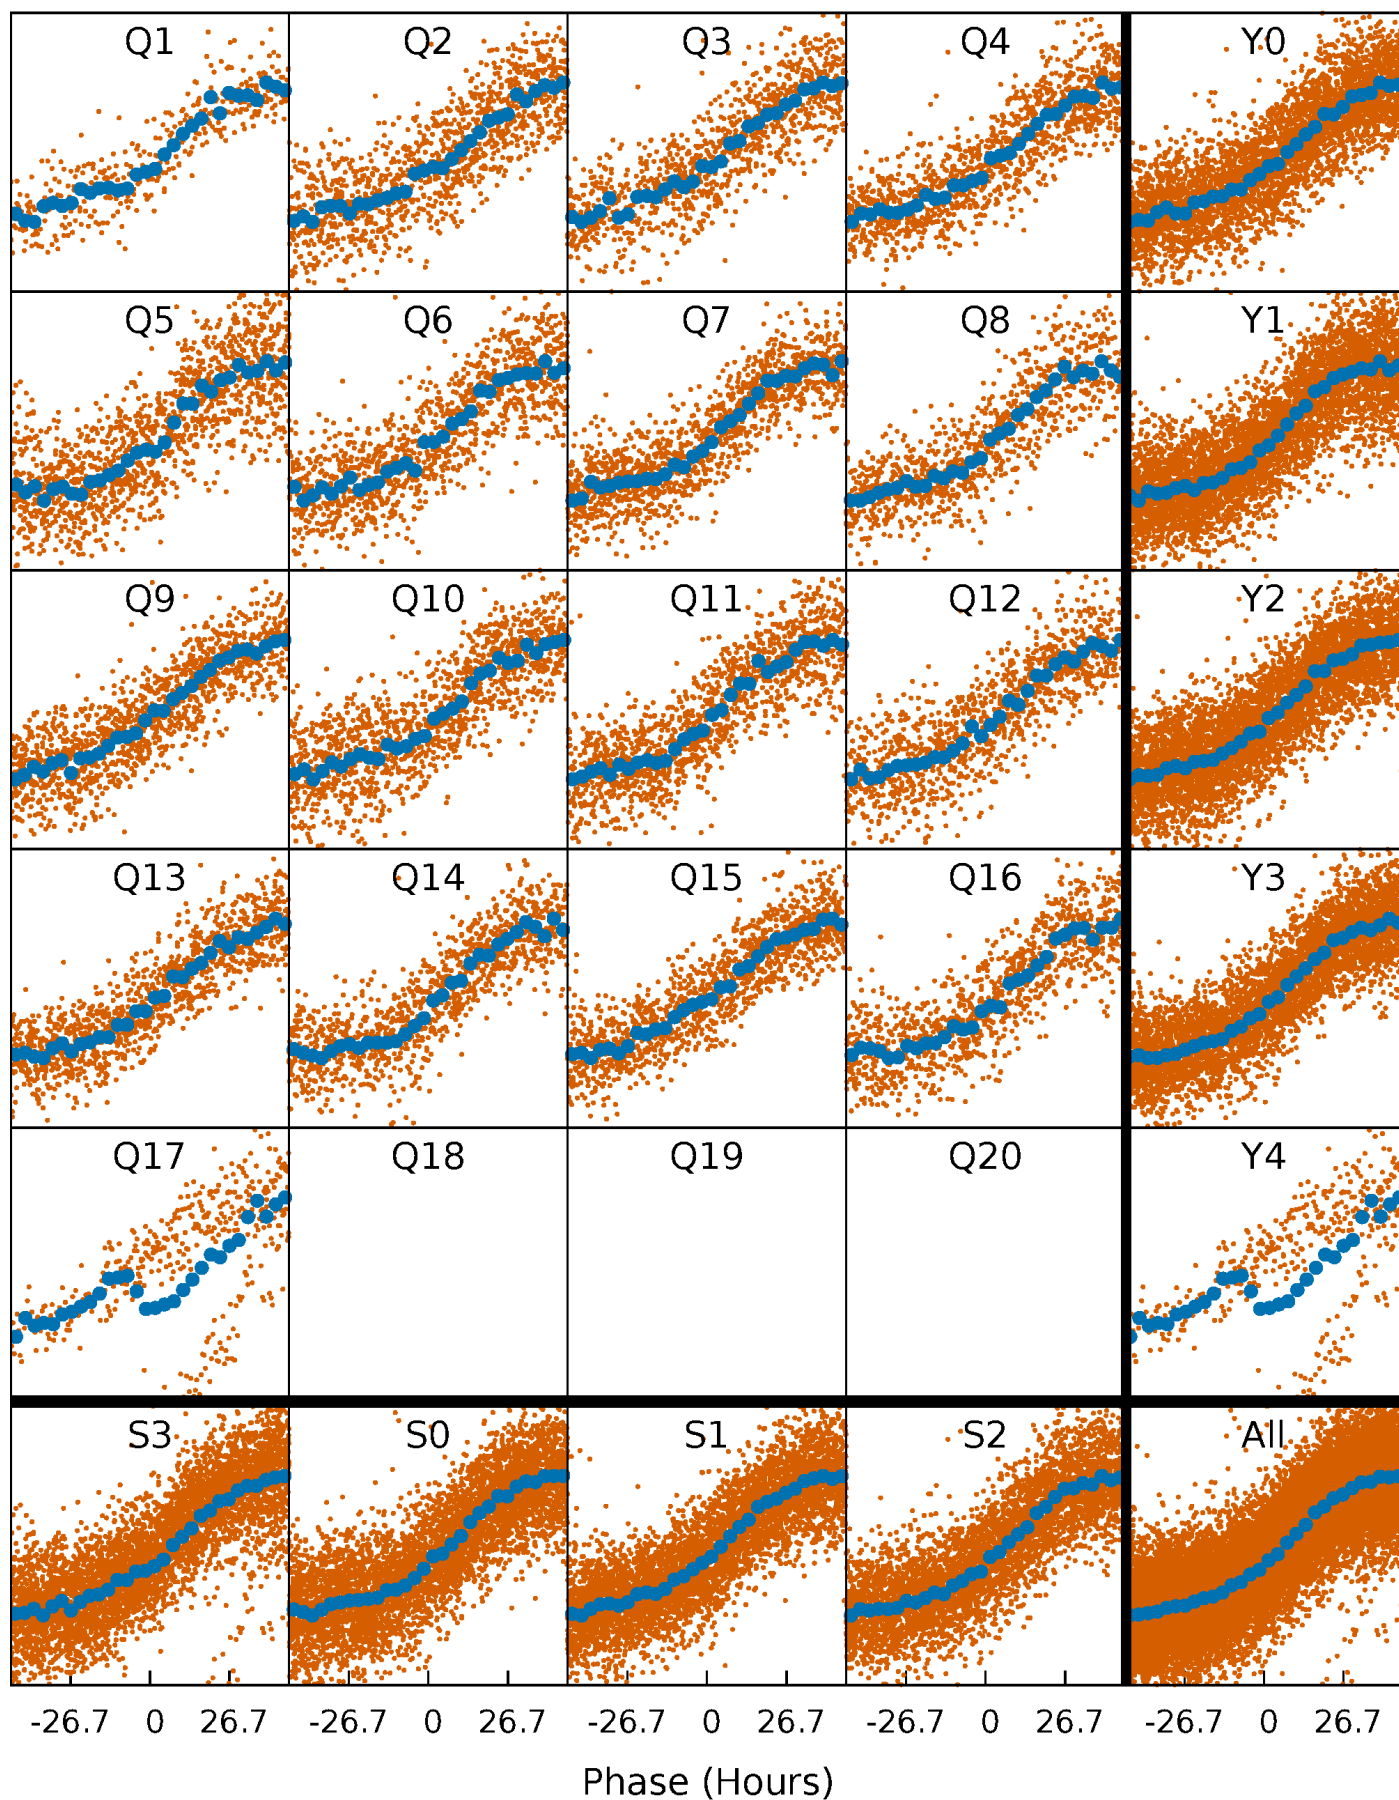 Q1 Q2 Q3 Q4 Y0
Q5 Q6 Q7 Q8 Y1
Q9 Q10 Q11 Q12 Y2
Q13 Q14 Q15 Q16 Y3
Q17 Q18 Q19 Q20 Y4
S3 S0 S1 S2 All
-26.7 0 26.7 -26.7 0 26.7 -26.7 0 26.7 -26.7 0 26.7 -26.7 0 26.7
Phase (Hours)